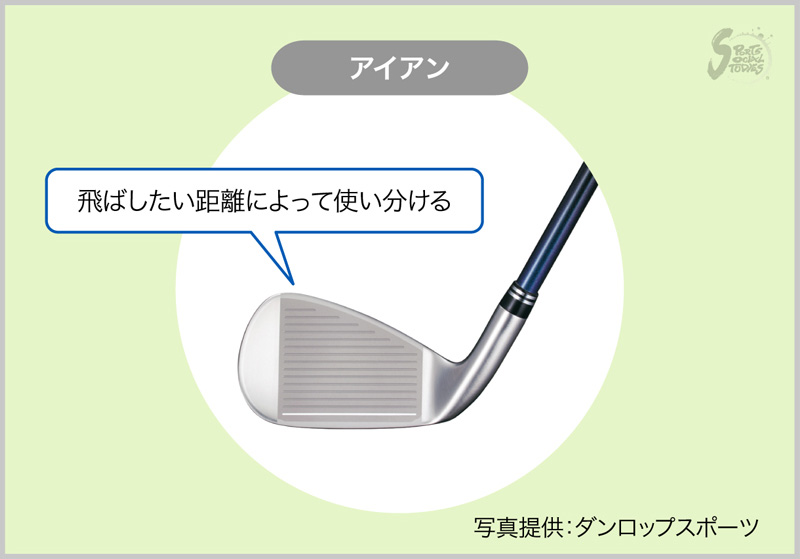 アイアン
SPORTS
SOCIAL
STUDIES
飛ばしたい距離によって使い分ける
写真提供：ダンロップスポーツ